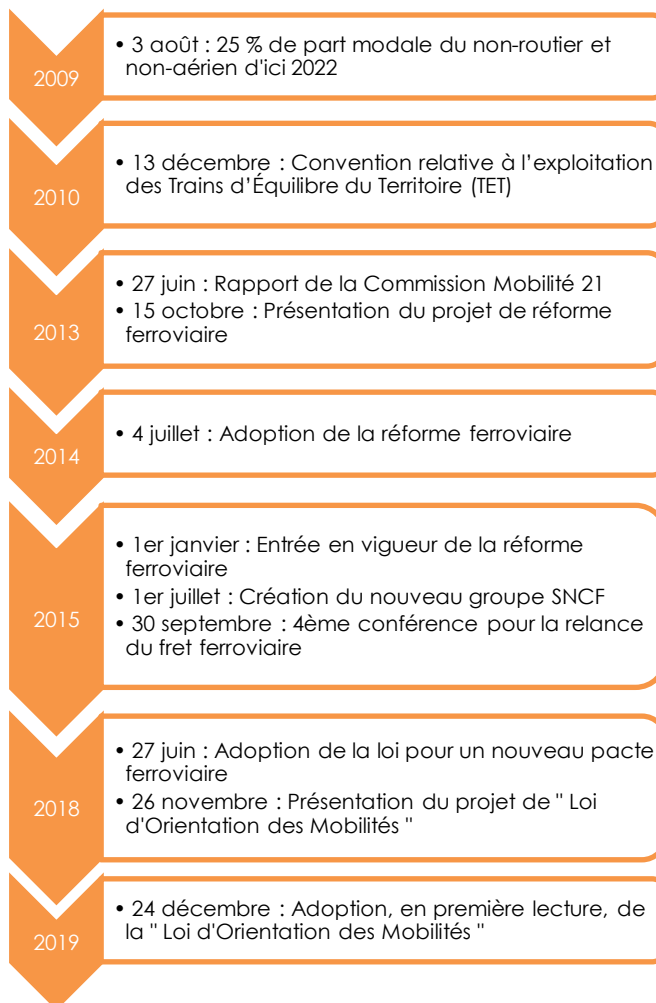 2009
• 3 août : 25 % de part modale du non-routier et
non-aérien d'ici 2022
2010
• 13 décembre : Convention relative à l'exploitation
des Trains d'Équilibre du Territoire (TET)
2013
• 27 juin : Rapport de la Commission Mobilité 21
• 15 octobre : Présentation du projet de réforme
ferroviaire
2014
• 4 juillet : Adoption de la réforme ferroviaire
2015
• 1er janvier : Entrée en vigueur de la réforme
ferroviaire
• 1er juillet : Création du nouveau groupe SNCF
• 30 septembre : 4ème conférence pour la relance
du fret ferroviaire
2018
• 27 juin : Adoption de la loi pour un nouveau pacte
ferroviaire
• 26 novembre : Présentation du projet de " Loi
d'Orientation des Mobilités "
2019
• 24 décembre : Adoption, en première lecture, de
la " Loi d'Orientation des Mobilités "